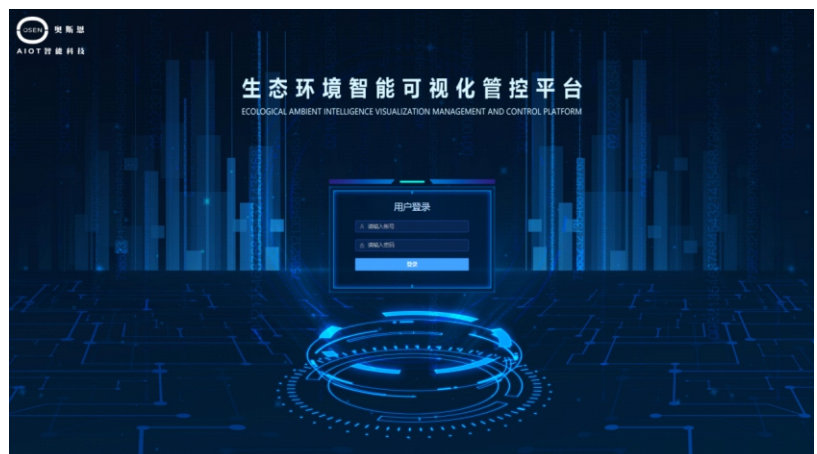 OSEN 奥斯恩
AIOT智能科技
生态环境智能可视化管控平台
ECOLOGICAL AMBIENT INTELLIGENCE VISUALIZATION MANAGEMENT AND CONTROL PLATFORM
用户登录
请输入账号
请输入密码
登录